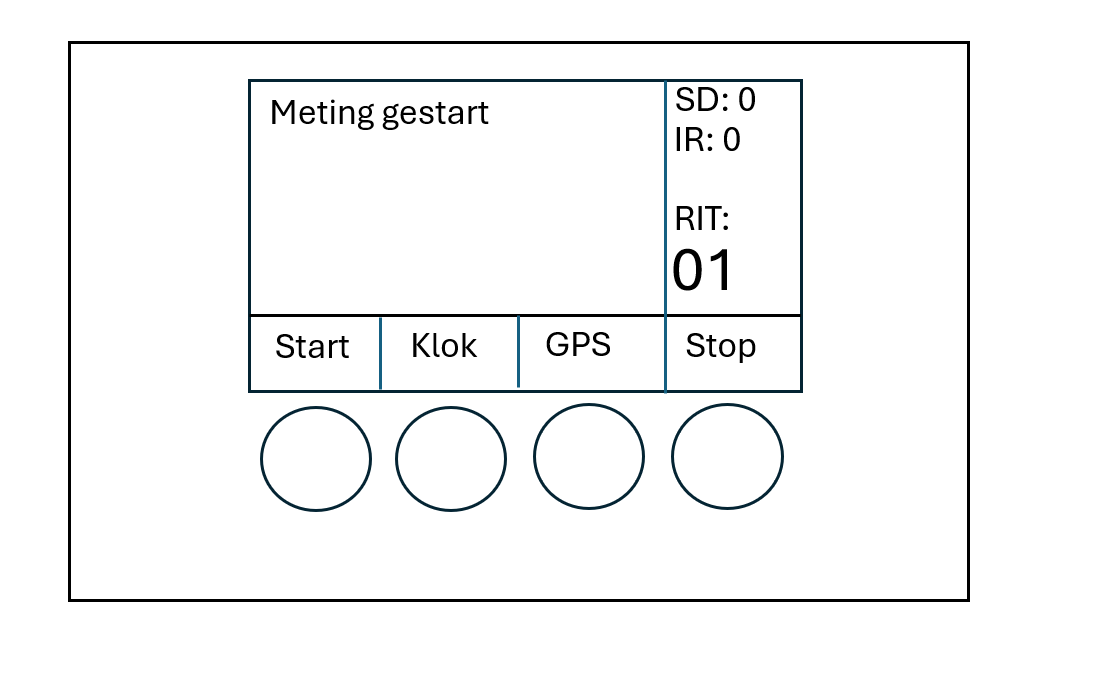 Meting gestart
SD: 0
IR: 0
RIT:
01
Start
Klok
GPS
Stop